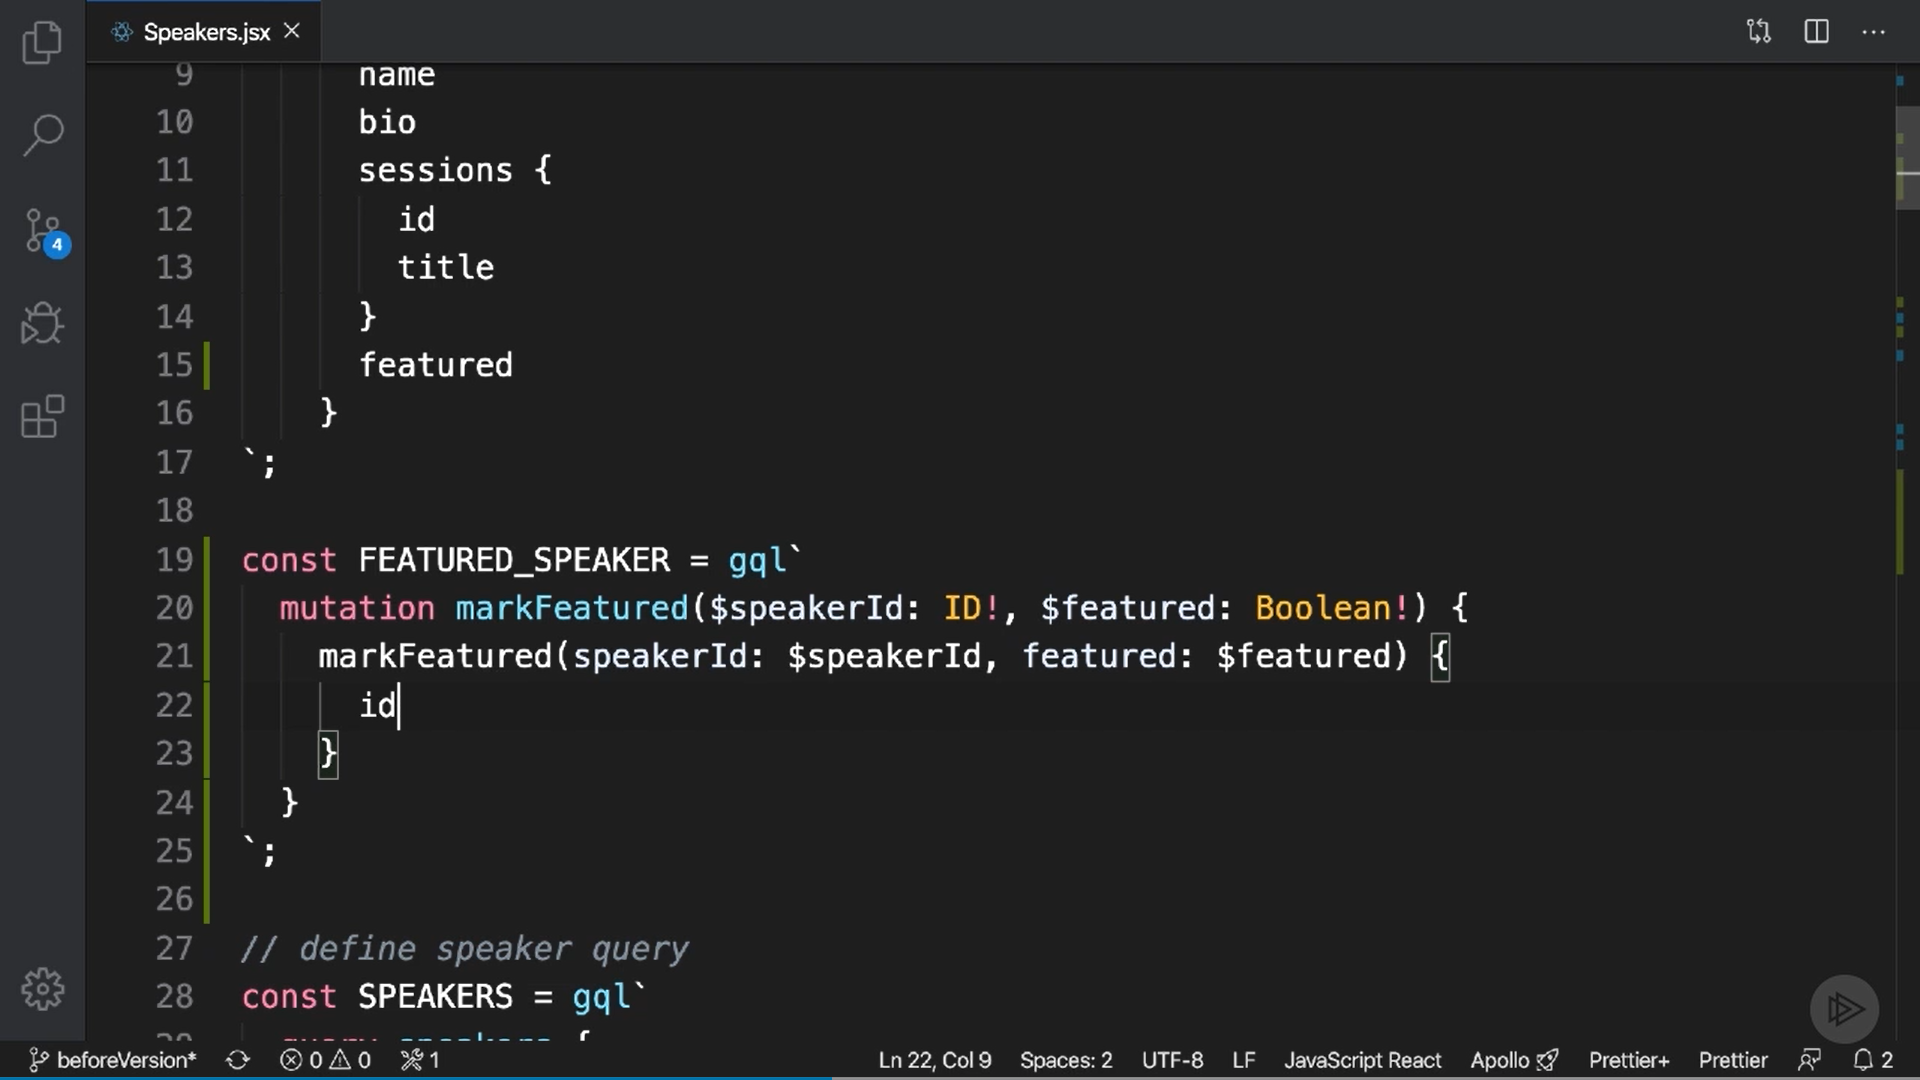 Speakers.jsx
9 name
10 bio
11 sessions {
12 id
13 title
14 }
15 featured
16 }
17 `;
18
19 const FEATURED_SPEAKER = gql`
20 mutation markFeatured($speakerId: ID!, $featured: Boolean!) {
21 markFeatured(speakerId: $speakerId, featured: $featured) {
22 id
23 }
24 }
25 `;
26
27 // define speaker query
28 const SPEAKERS = gql`
4
beforeVersion* 0 0 1 Ln 22, Col 9 Spaces: 2 UTF-8 LF JavaScript React Apollo Prettier+ Prettier 2